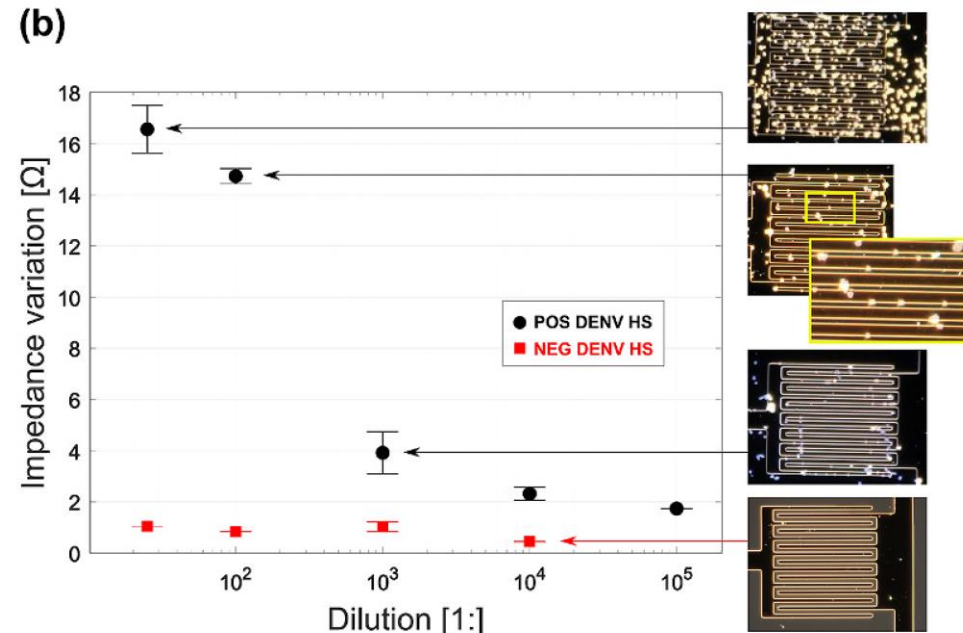 (b)
18
16
14
12
10
8
6
4
2
0
Impedance variation [Ω]
POS DENV HS
NEG DENV HS
10²
10³
10⁴
10⁵
Dilution [1:]